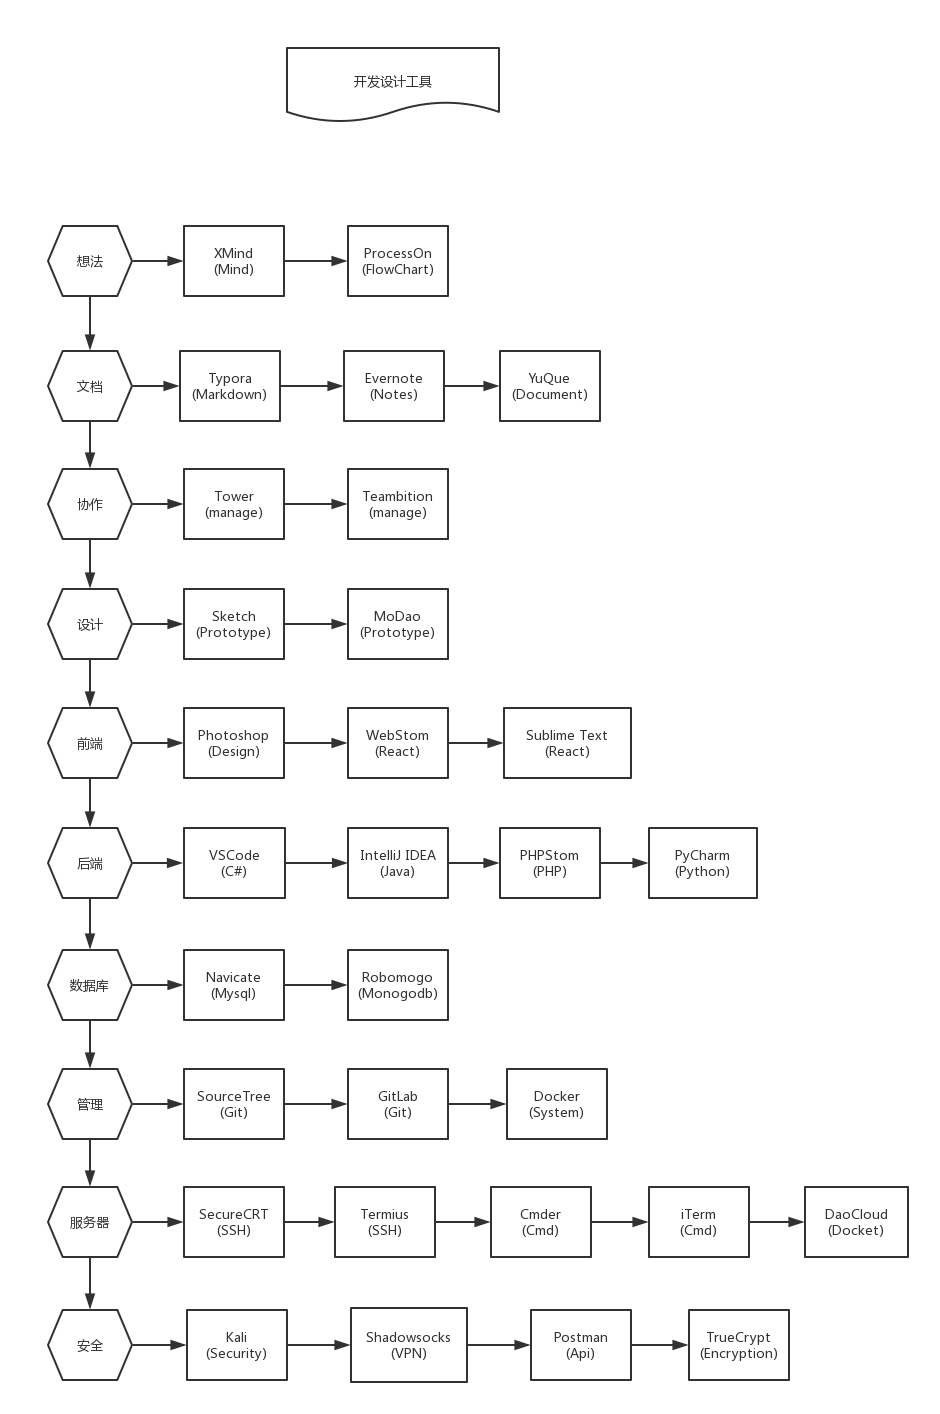 开发设计工具
想法
XMind
(Mind)
ProcessOn
(FlowChart)
文档
Typora
(Markdown)
Evernote
(Notes)
YuQue
(Document)
协作
Tower
(manage)
Teambition
(manage)
设计
Sketch
(Prototype)
MoDao
(Prototype)
前端
Photoshop
(Design)
WebStom
(React)
Sublime Text
(React)
后端
VSCode
(C#)
IntelliJ IDEA
(Java)
PHPStom
(PHP)
PyCharm
(Python)
数据库
Navicate
(Mysql)
Robomogo
(Monogodb)
管理
SourceTree
(Git)
GitLab
(Git)
Docker
(System)
服务器
SecureCRT
(SSH)
Termius
(SSH)
Cmder
(Cmd)
iTerm
(Cmd)
DaoCloud
(Docket)
安全
Kali
(Security)
Shadowsocks
(VPN)
Postman
(Api)
TrueCrypt
(Encryption)